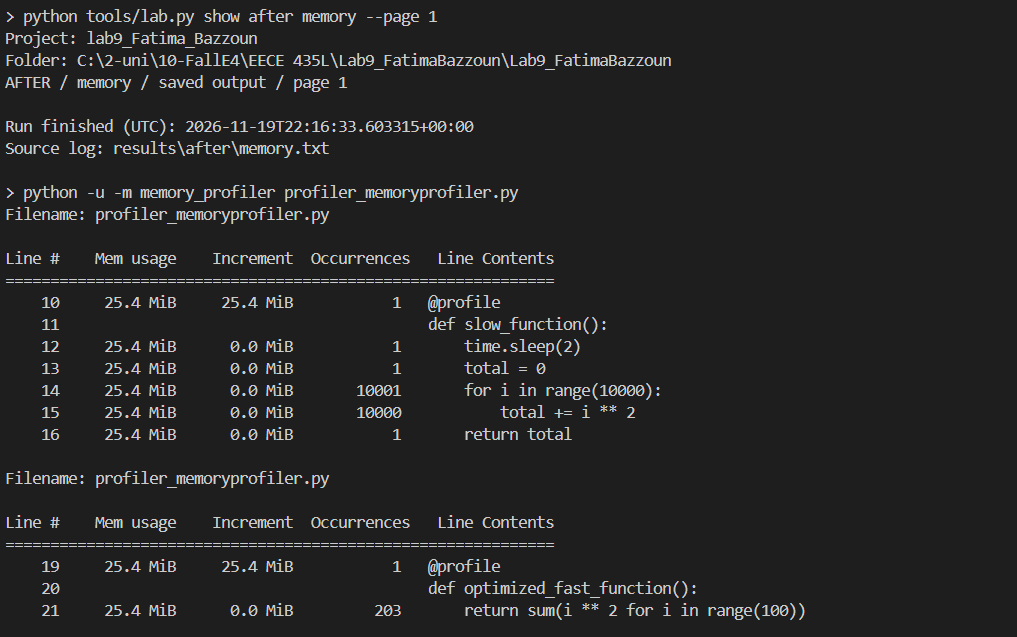 > python tools/lab.py show after memory --page 1
Project: lab9_Fatima_Bazzoun
Folder: C:\2-uni\10-FallE4\EECE 435L\Lab9_FatimaBazzoun\Lab9_FatimaBazzoun
AFTER / memory / saved output / page 1

Run finished (UTC): 2026-11-19T22:16:33.603315+00:00
Source log: results\after\memory.txt

> python -u -m memory_profiler profiler_memoryprofiler.py
Filename: profiler_memoryprofiler.py

Line #    Mem usage    Increment  Occurrences   Line Contents
=============================================================
    10     25.4 MiB     25.4 MiB           1   @profile
    11                                         def slow_function():
    12     25.4 MiB      0.0 MiB           1       time.sleep(2)
    13     25.4 MiB      0.0 MiB           1       total = 0
    14     25.4 MiB      0.0 MiB       10001       for i in range(10000):
    15     25.4 MiB      0.0 MiB       10000           total += i ** 2
    16     25.4 MiB      0.0 MiB           1       return total

Filename: profiler_memoryprofiler.py

Line #    Mem usage    Increment  Occurrences   Line Contents
=============================================================
    19     25.4 MiB     25.4 MiB           1   @profile
    20                                         def optimized_fast_function():
    21     25.4 MiB      0.0 MiB         203       return sum(i ** 2 for i in range(100))